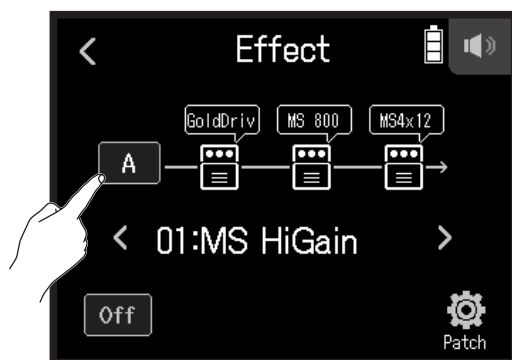 Effect
GoldDriv MS 800 MS4x12
A
01:MS HiGain
Off
Patch